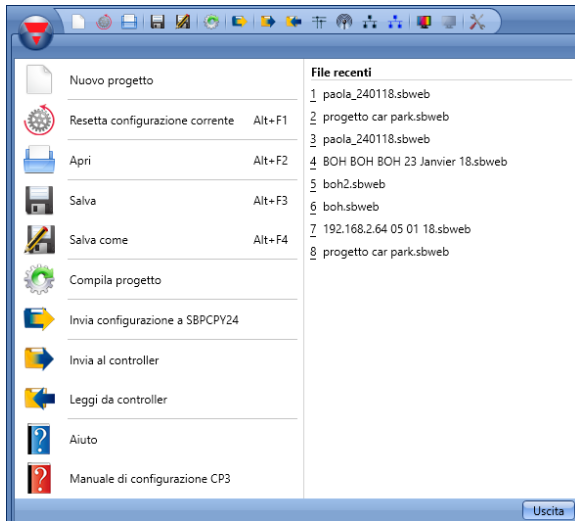 Nuovo progetto
Resetta configurazione corrente Alt+F1
Apri Alt+F2
Salva Alt+F3
Salva come Alt+F4
Compila progetto
Invia configurazione a SBPCPY24
Invia al controller
Leggi da controller
Aiuto
Manuale di configurazione CP3
File recenti
1 paola_240118.sbweb
2 progetto car park.sbweb
3 paola_240118.sbweb
4 BOH BOH BOH 23 Janvier 18.sbweb
5 boh2.sbweb
6 boh.sbweb
7 192.168.2.64 05 01 18.sbweb
8 progetto car park.sbweb
Uscita